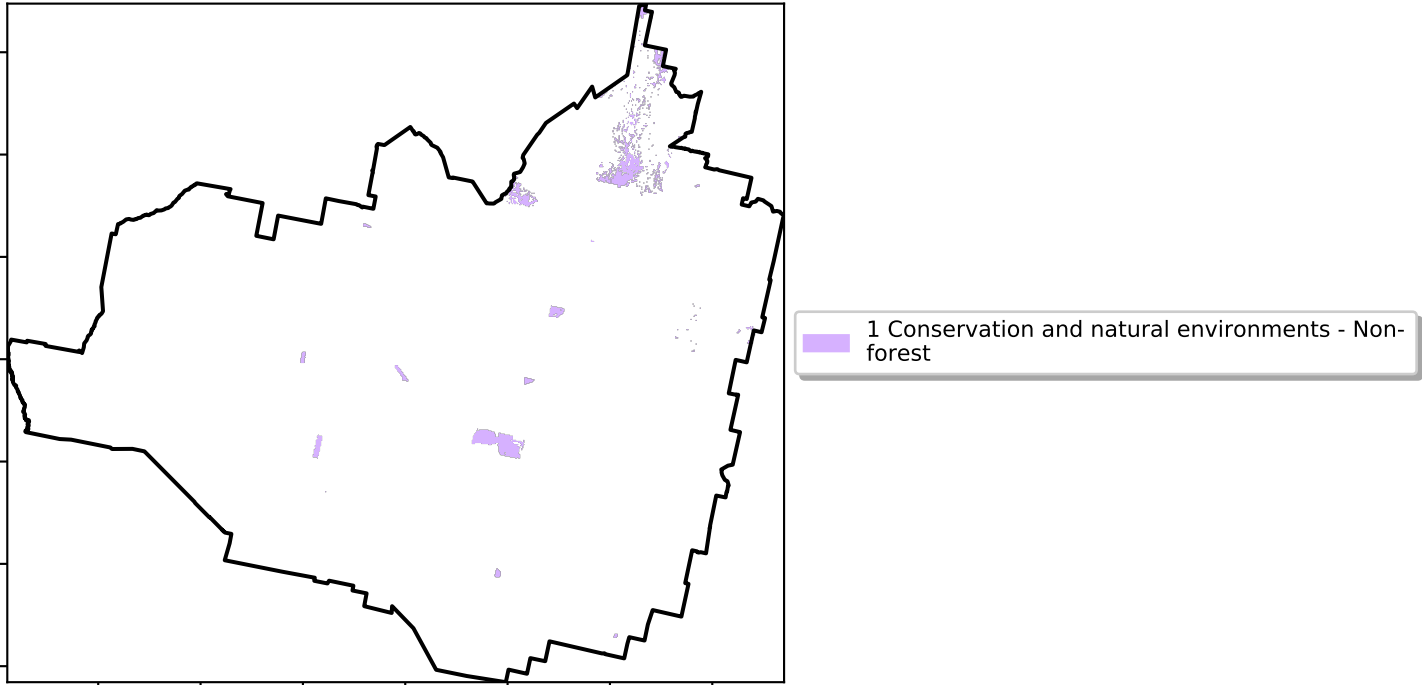 1 Conservation and natural environments - Non-
forest